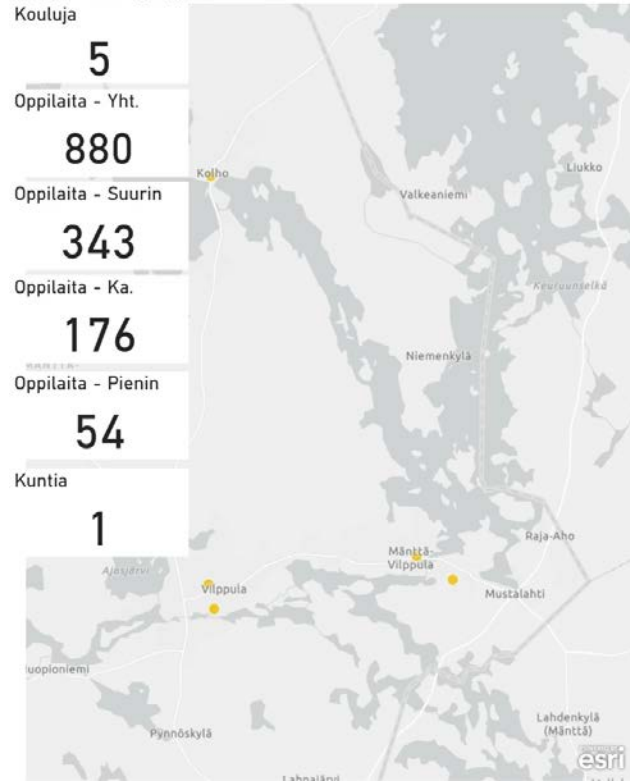 Kouluja
5
Oppilaita - Yht.
880
Oppilaita - Suurin
343
Oppilaita - Ka.
176
Oppilaita - Pienin
54
Kuntia
1
Kolho
Liukko
Valkeaniemi
Keuruunselkä
Niemenkylä
Raja-Aho
Mänttä-
Vilppula
Ajosjärvi
Vilppula
Mustalahti
uopioniemi
Pynnöskylä
Lahdenkylä
(Mänttä)
esri
Lahnajärvi